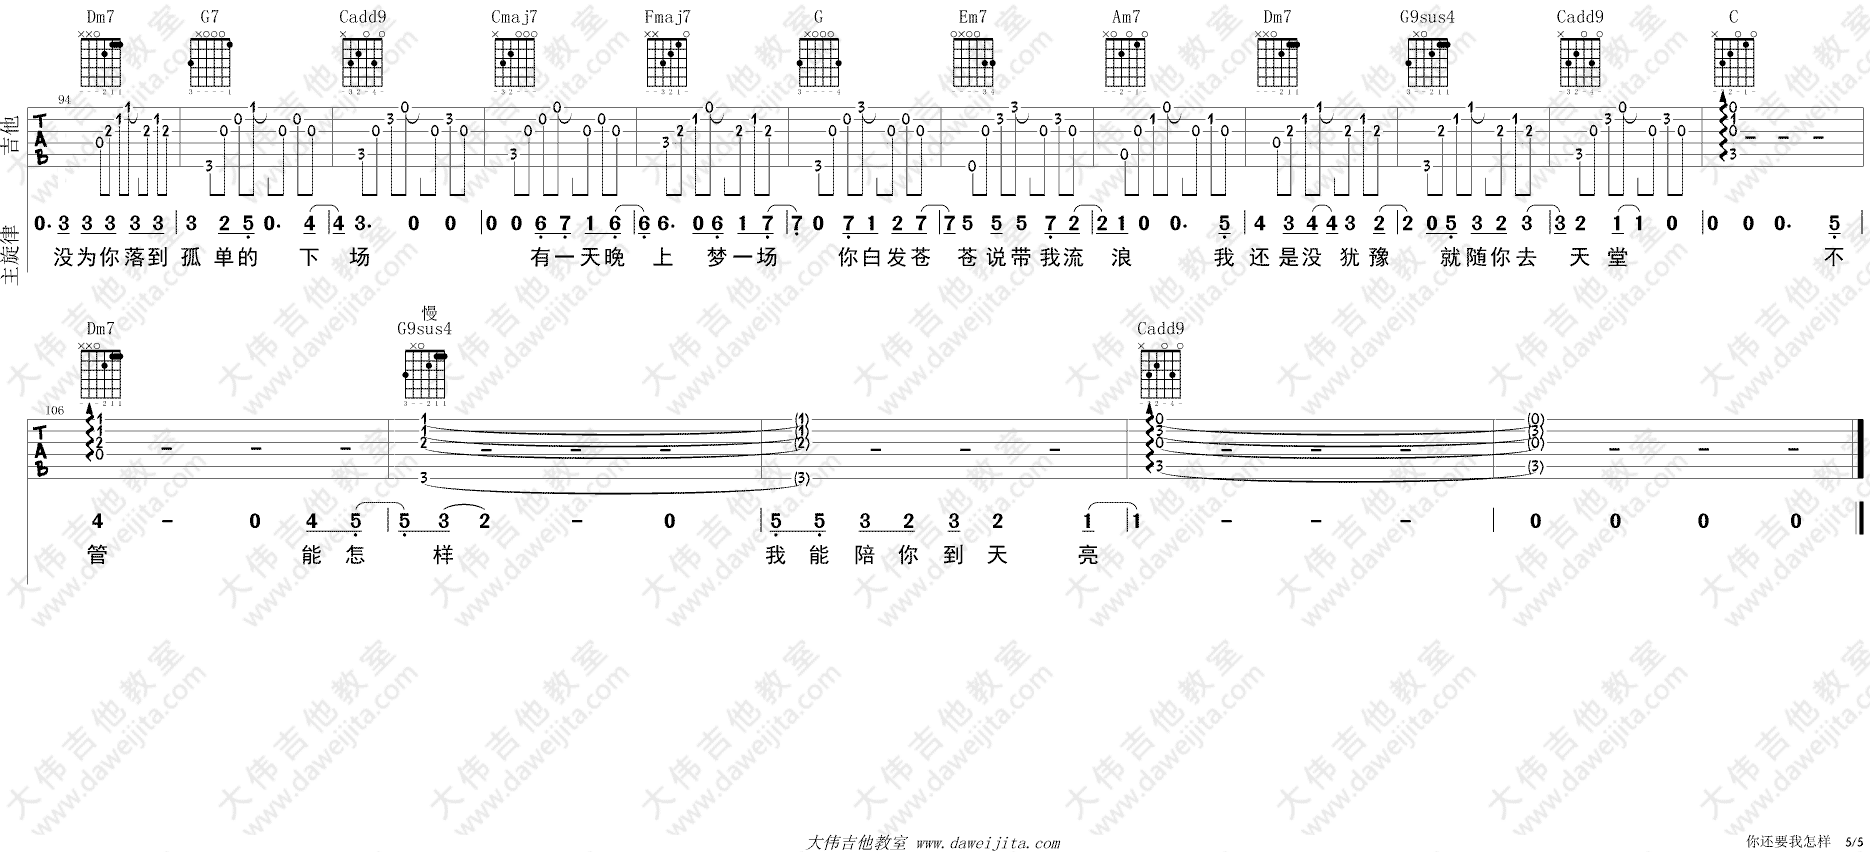 Dm7 G7 Cadd9 Cmaj7 Fmaj7 G Em7 Am7 Dm7 G9sus4 Cadd9 C
94
吉他
TAB
主旋律
0. 3 3 3 3 3 | 3 2 5 0. 4 | 4 3. 0 0 | 0 0 6 7 1 6 | 6 6. 0 6 1 7 | 7 0 7 1 2 7 | 7 5 5 5 7 2 | 2 1 0 0. 5 | 4 3 4 4 3 2 | 2 0 5 3 2 3 | 3 2 1 1 0 | 0 0 0. 5 |
没为你落到 孤单的 下 场 有一天晚 上 梦一场 你白发苍 苍说带我流 浪 我 还是没 犹豫 就随你去 天堂 不
慢
Dm7 G9sus4 Cadd9
106
TAB
4 - 0 4 5 | 5 3 2 - 0 | 5 5 3 2 3 2 1 | 1 - - - | 0 0 0 0
管 能怎 样 我能陪你到天 亮
大伟吉他教室 www.daweijita.com
你还要我怎样 5/5